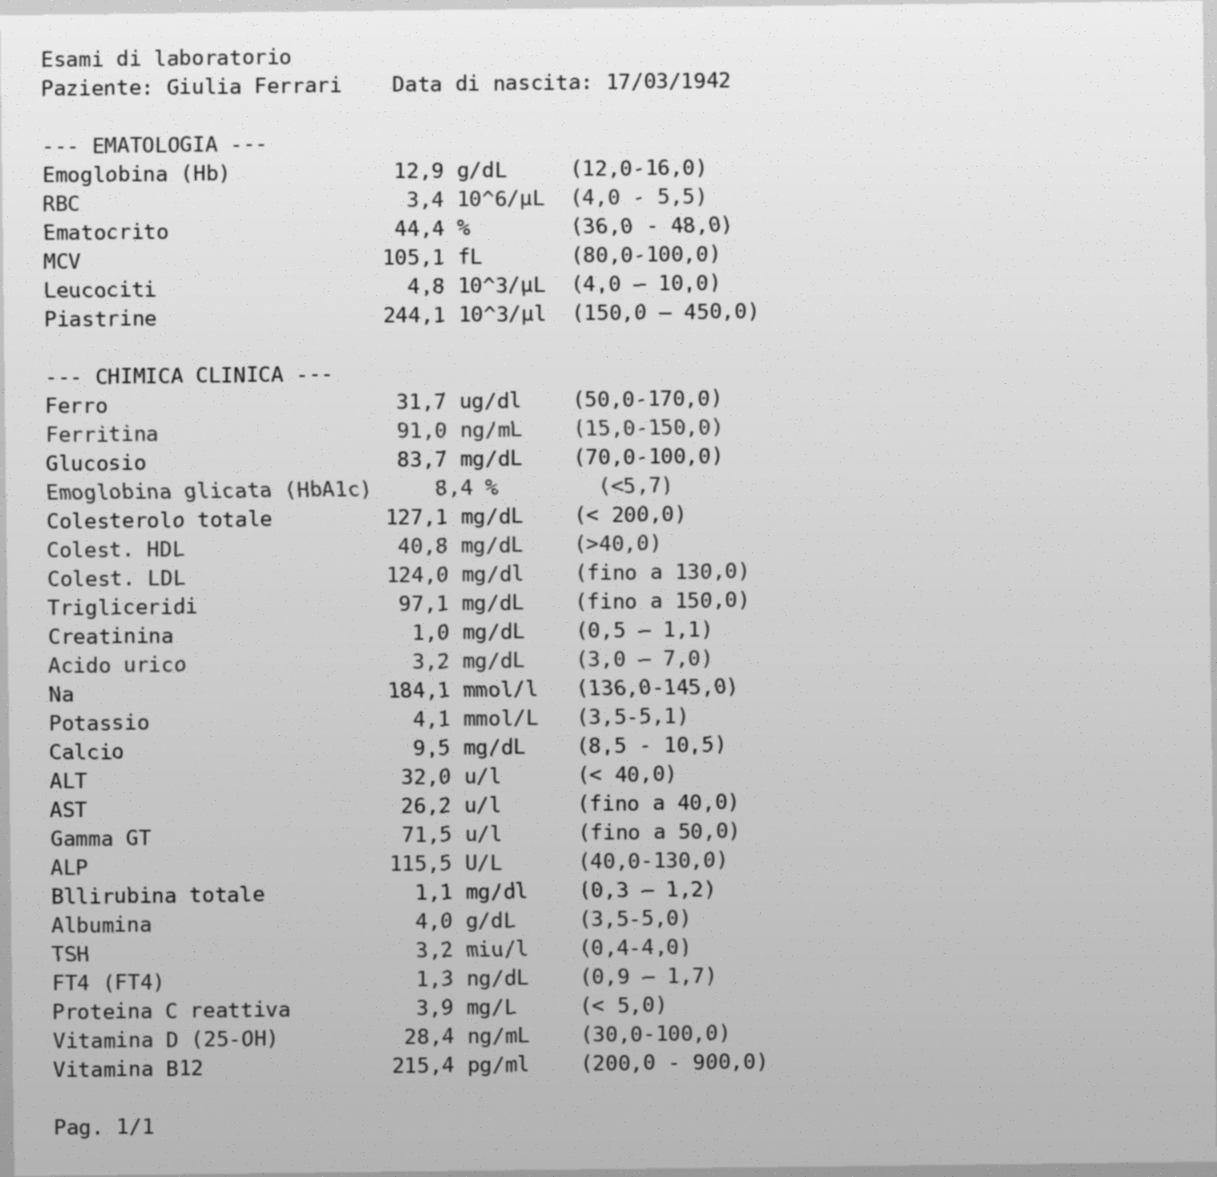 Esami di laboratorio
Paziente: Giulia Ferrari    Data di nascita: 17/03/1942

--- EMATOLOGIA ---
Emoglobina (Hb)             12,9 g/dL     (12,0-16,0)
RBC                          3,4 10^6/µL  (4,0 - 5,5)
Ematocrito                  44,4 %        (36,0 - 48,0)
MCV                        105,1 fL       (80,0-100,0)
Leucociti                    4,8 10^3/µL  (4,0 – 10,0)
Piastrine                  244,1 10^3/µl  (150,0 – 450,0)

--- CHIMICA CLINICA ---
Ferro                       31,7 ug/dl    (50,0-170,0)
Ferritina                   91,0 ng/mL    (15,0-150,0)
Glucosio                    83,7 mg/dL    (70,0-100,0)
Emoglobina glicata (HbA1c)     8,4 %        (<5,7)
Colesterolo totale         127,1 mg/dL    (< 200,0)
Colest. HDL                 40,8 mg/dL    (>40,0)
Colest. LDL                124,0 mg/dl    (fino a 130,0)
Trigliceridi                97,1 mg/dL    (fino a 150,0)
Creatinina                   1,0 mg/dL    (0,5 – 1,1)
Acido urico                  3,2 mg/dL    (3,0 – 7,0)
Na                         184,1 mmol/l   (136,0-145,0)
Potassio                     4,1 mmol/L   (3,5-5,1)
Calcio                       9,5 mg/dL    (8,5 - 10,5)
ALT                         32,0 u/l      (< 40,0)
AST                         26,2 u/l      (fino a 40,0)
Gamma GT                    71,5 u/l      (fino a 50,0)
ALP                        115,5 U/L      (40,0-130,0)
Bllirubina totale            1,1 mg/dl    (0,3 – 1,2)
Albumina                     4,0 g/dL     (3,5-5,0)
TSH                          3,2 miu/l    (0,4-4,0)
FT4 (FT4)                    1,3 ng/dL    (0,9 – 1,7)
Proteina C reattiva          3,9 mg/L     (< 5,0)
Vitamina D (25-OH)          28,4 ng/mL    (30,0-100,0)
Vitamina B12               215,4 pg/ml    (200,0 - 900,0)

Pag. 1/1